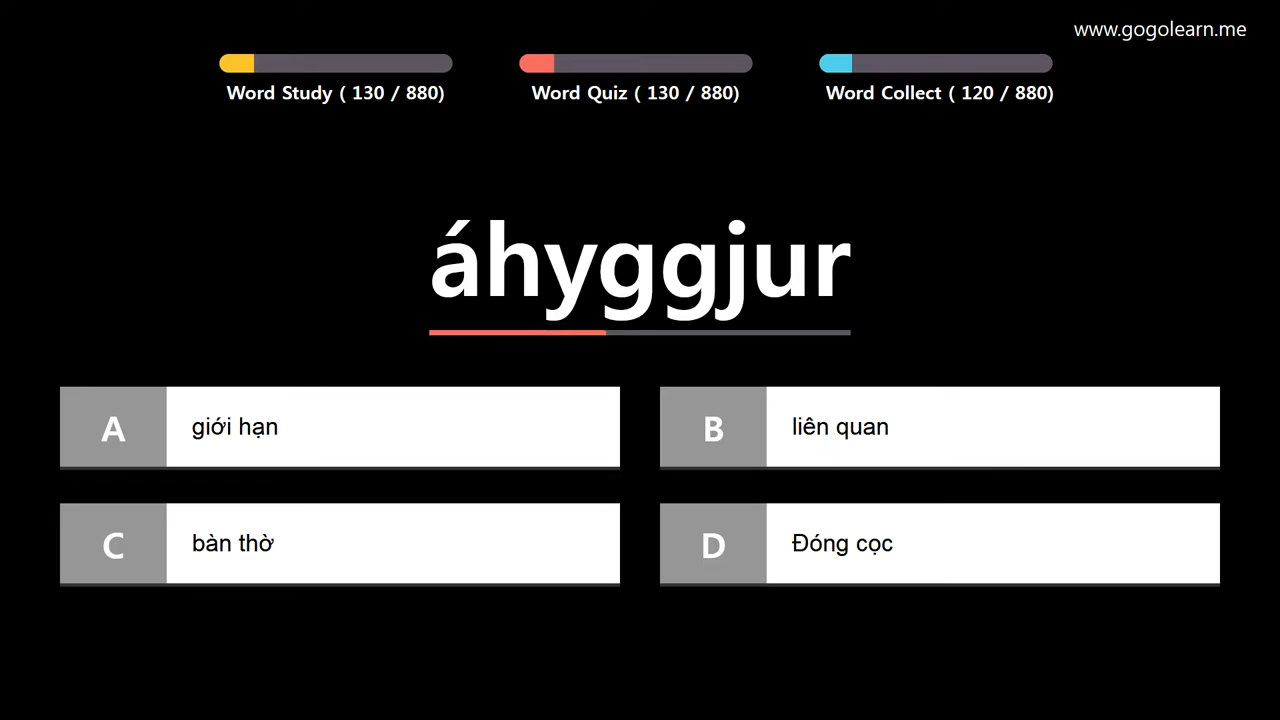 www.gogolearn.me
Word Study ( 130 / 880)
Word Quiz ( 130 / 880)
Word Collect ( 120 / 880)
áhyggjur
A giới hạn
B liên quan
C bàn thờ
D Đóng cọc